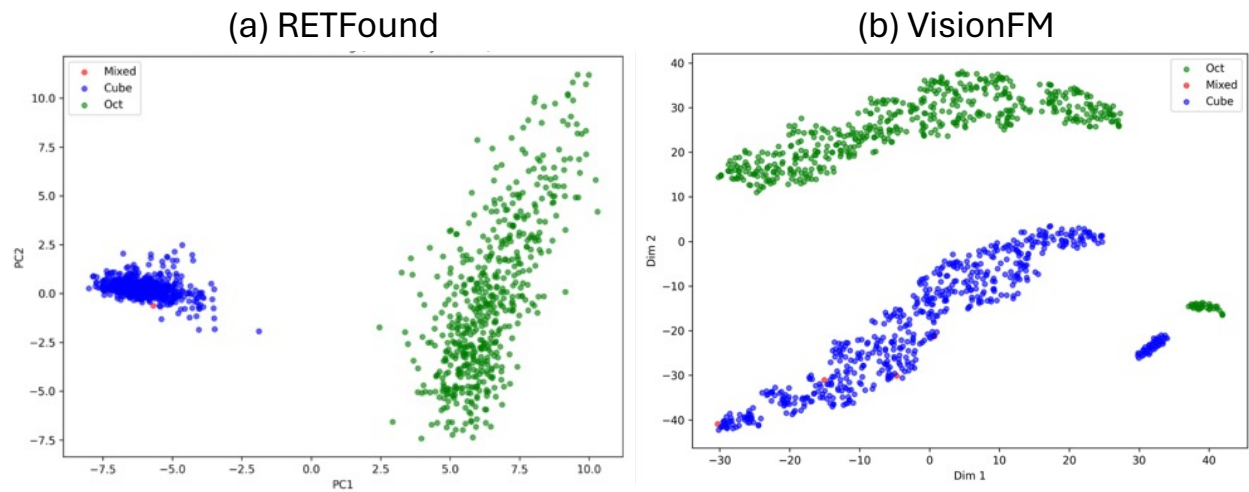 (a) RETFound
(b) VisionFM
Mixed
Cube
Oct
10.0
7.5
5.0
2.5
0.0
−2.5
−5.0
−7.5
PC2
−7.5 −5.0 −2.5 0.0 2.5 5.0 7.5 10.0
PC1
Oct
Mixed
Cube
40
30
20
10
0
−10
−20
−30
−40
Dim 2
−30 −20 −10 0 10 20 30 40
Dim 1